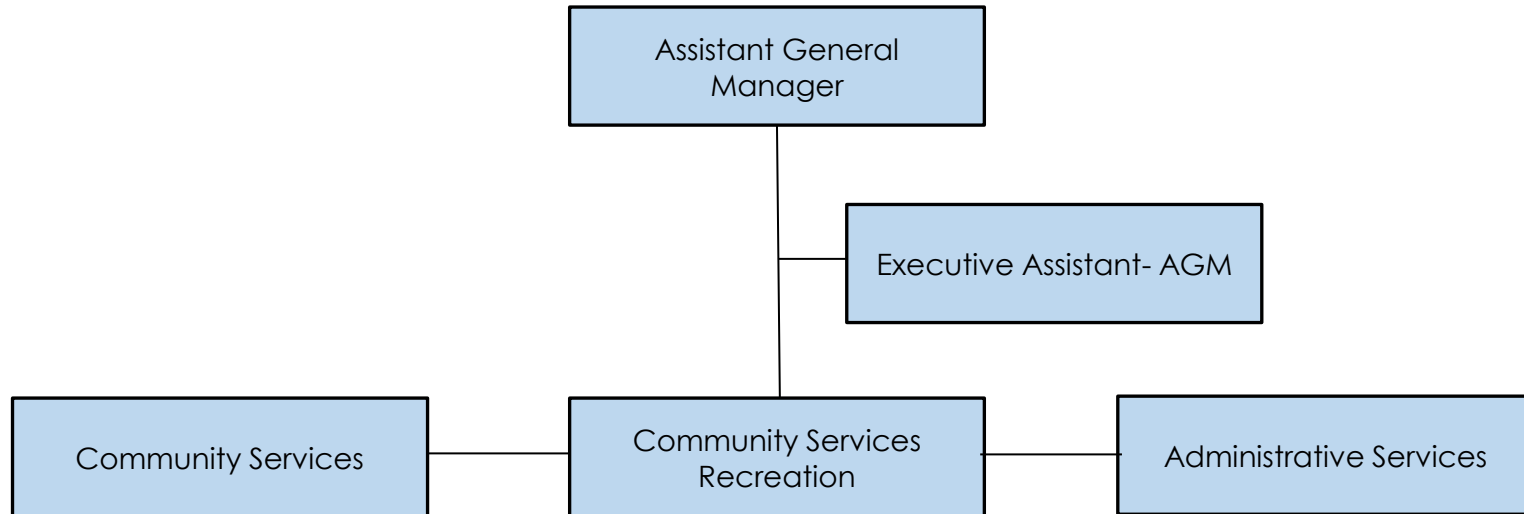 Assistant General
Manager
Executive Assistant- AGM
Community Services
Community Services
Recreation
Administrative Services